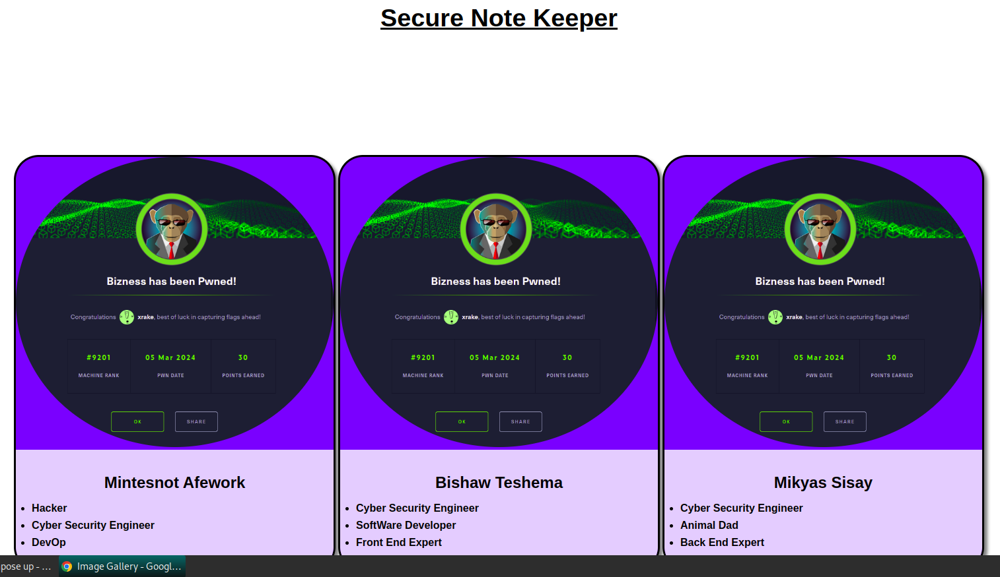 Secure Note Keeper
Bizness has been Pwned!
Congratulations xrake, best of luck in capturing flags ahead!
#9201 05 Mar 2024 30
MACHINE RANK PWN DATE POINTS EARNED
OK SHARE
Mintesnot Afework
• Hacker
• Cyber Security Engineer
• DevOp
Bizness has been Pwned!
Congratulations xrake, best of luck in capturing flags ahead!
#9201 05 Mar 2024 30
MACHINE RANK PWN DATE POINTS EARNED
OK SHARE
Bishaw Teshema
• Cyber Security Engineer
• SoftWare Developer
• Front End Expert
Bizness has been Pwned!
Congratulations xrake, best of luck in capturing flags ahead!
#9201 05 Mar 2024 30
MACHINE RANK PWN DATE POINTS EARNED
OK SHARE
Mikyas Sisay
• Cyber Security Engineer
• Animal Dad
• Back End Expert
pose up - ... Image Gallery - Googl...